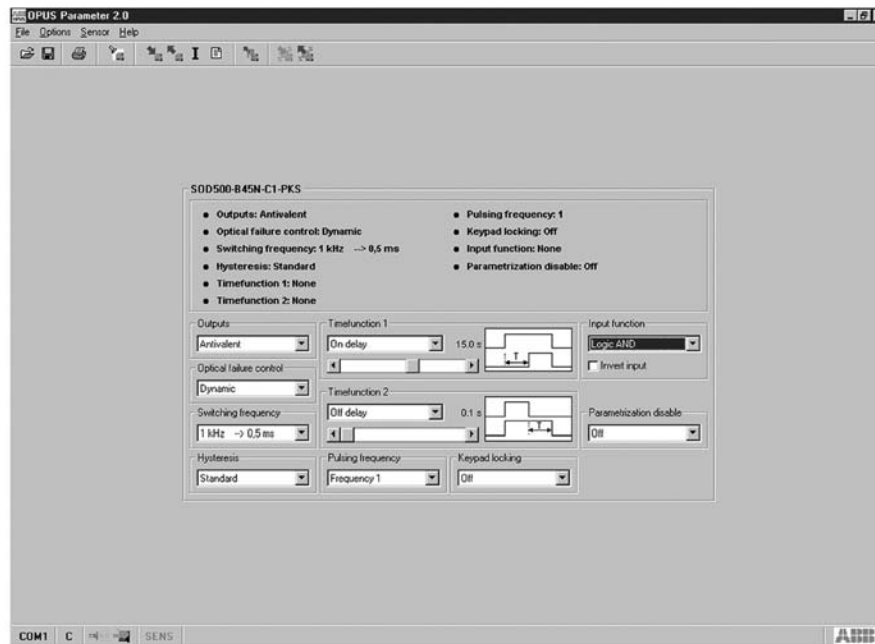 OPUS Parameter 2.0
File Options Sensor Help
SOD500-B45N-C1-PKS
Outputs: Antivalent
Optical failure control: Dynamic
Switching frequency: 1 kHz --> 0,5 ms
Hysteresis: Standard
Timefunction 1: None
Timefunction 2: None
Pulsing frequency: 1
Keypad locking: Off
Input function: None
Parametrization disable: Off
Outputs
Antivalent
Optical failure control
Dynamic
Switching frequency
1 kHz -> 0,5 ms
Hysteresis
Standard
Timefunction 1
On delay
15.0 s
T
Timefunction 2
Off delay
0.1 s
T
Pulsing frequency
Frequency 1
Keypad locking
Off
Input function
Logic AND
Invert input
Parametrization disable
Off
COM1 C SENS ABB